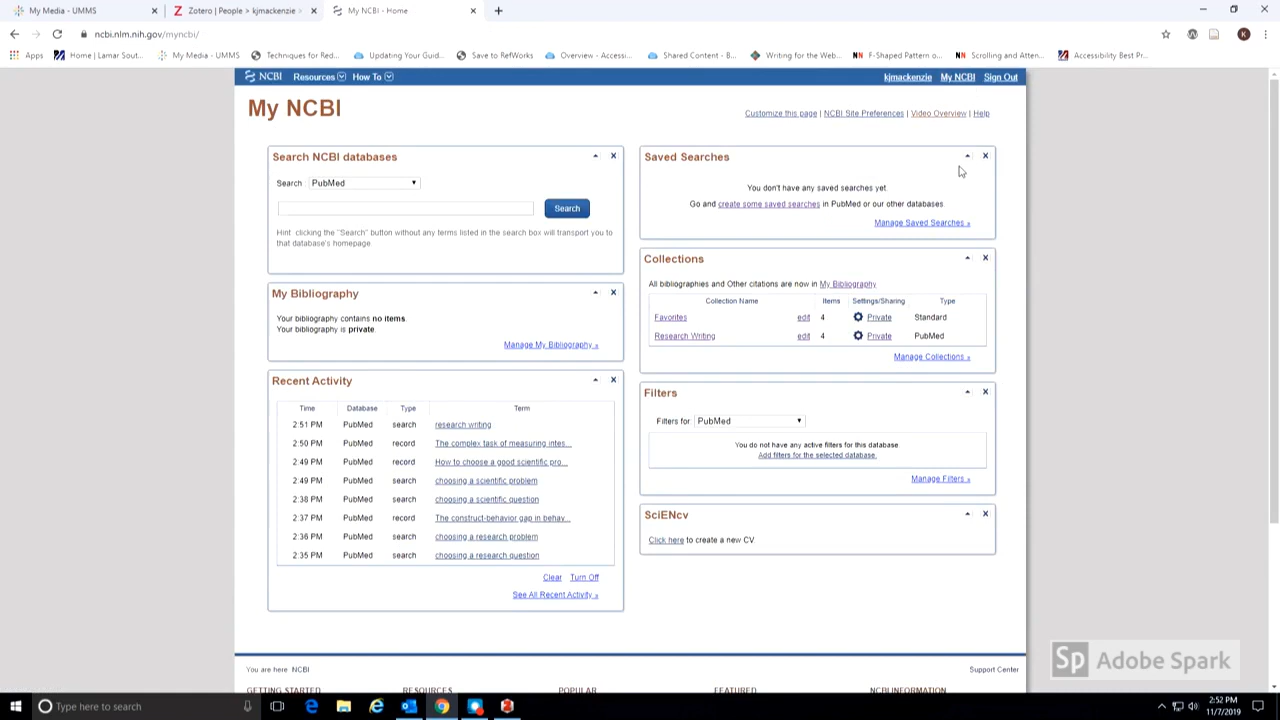 My Media - UMMS
Zotero | People > kjmackenzie >
My NCBI - Home
ncbi.nlm.nih.gov/myncbi/
K
Apps
Home | Lamar Sout...
My Media - UMMS
Techniques for Red...
Updating Your Guid...
Save to RefWorks
Overview - Accessi...
Shared Content - B...
Writing for the Web...
NN F-Shaped Pattern o...
NN Scrolling and Atten...
Accessibility Best Pr...
NCBI Resources How To
kjmackenzie My NCBI Sign Out
My NCBI
Customize this page | NCBI Site Preferences | Video Overview | Help
Search NCBI databases
Search PubMed
Search
Hint clicking the "Search" button without any terms listed in the search box will transport you to
that database's homepage
My Bibliography
Your bibliography contains no items.
Your bibliography is private.
Manage My Bibliography »
Recent Activity
Time Database Type Term
2:51 PM PubMed search research writing
2:50 PM PubMed record The complex task of measuring intes...
2:49 PM PubMed record How to choose a good scientific pro...
2:49 PM PubMed search choosing a scientific problem
2:38 PM PubMed search choosing a scientific question
2:37 PM PubMed record The construct-behavior gap in behav...
2:36 PM PubMed search choosing a research problem
2:35 PM PubMed search choosing a research question
Clear Turn Off
See All Recent Activity »
Saved Searches
You don't have any saved searches yet.
Go and create some saved searches in PubMed or our other databases
Manage Saved Searches »
Collections
All bibliographies and Other citations are now in My Bibliography
Collection Name Items Settings/Sharing Type
Favorites edit 4 Private Standard
Research Writing edit 4 Private PubMed
Manage Collections »
Filters
Filters for PubMed
You do not have any active filters for this database.
Add filters for the selected database.
Manage Filters »
SciENcv
Click here to create a new CV.
You are here NCBI
Support Center
GETTING STARTED RESOURCES POPULAR FEATURED NCBI INFORMATION
Sp Adobe Spark
Type here to search
2:52 PM
11/7/2019